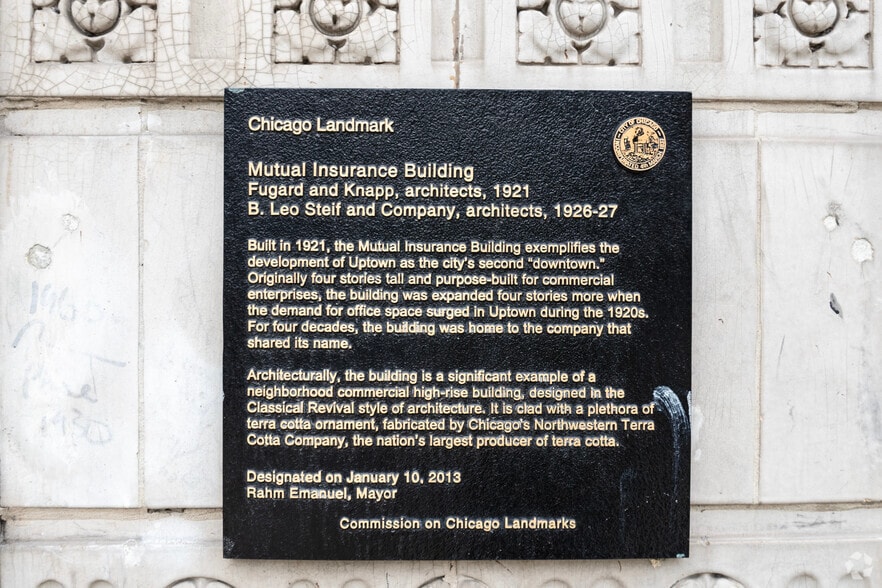 Chicago Landmark
CITY OF CHICAGO
Mutual Insurance Building
Fugard and Knapp, architects, 1921
B. Leo Steif and Company, architects, 1926-27
Built in 1921, the Mutual Insurance Building exemplifies the
development of Uptown as the city's second "downtown."
Originally four stories tall and purpose-built for commercial
enterprises, the building was expanded four stories more when
the demand for office space surged in Uptown during the 1920s.
For four decades, the building was home to the company that
shared its name.
Architecturally, the building is a significant example of a
neighborhood commercial high-rise building, designed in the
Classical Revival style of architecture. It is clad with a plethora of
terra cotta ornament, fabricated by Chicago's Northwestern Terra
Cotta Company, the nation's largest producer of terra cotta.
Designated on January 10, 2013
Rahm Emanuel, Mayor
Commission on Chicago Landmarks